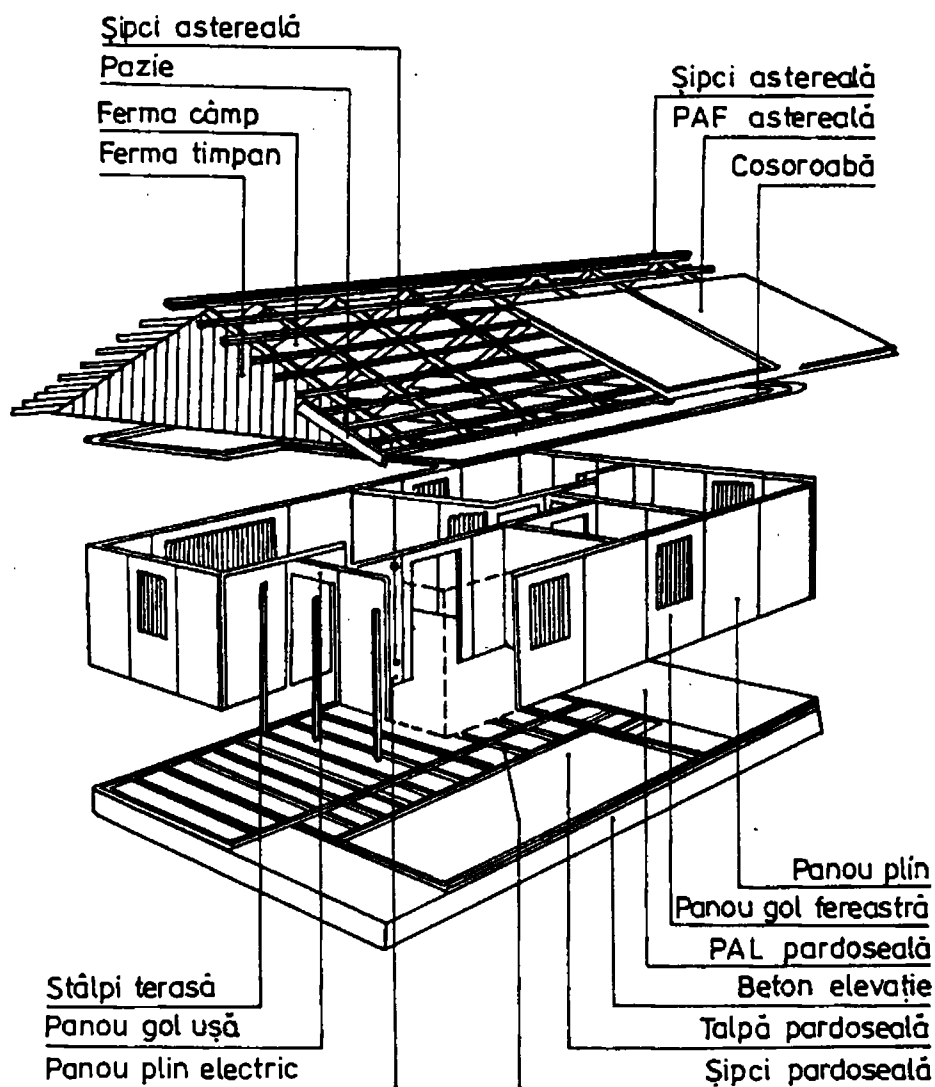 Şipci astereală
Pazie
Ferma câmp
Ferma timpan
Şipci astereală
PAF astereală
Cosoroabă
Panou plin
Panou gol fereastră
PAL pardoseală
Beton elevaţie
Talpă pardoseală
Şipci pardoseală
Stâlpi terasă
Panou gol uşă
Panou plin electric